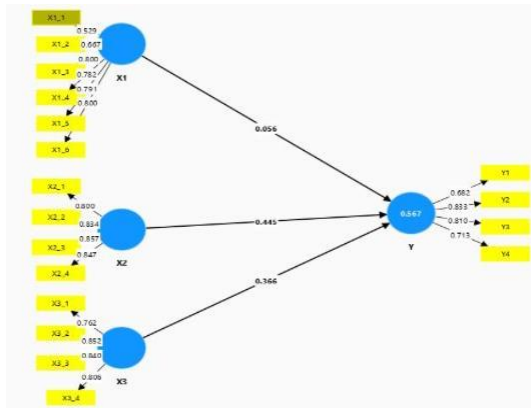 X1_1
0.529
X1_2
0.667
0.800
X1_3
0.782
X1_4
0.791
0.800
X1_5
X1_6
X1
0.056
X2_1
0.800
X2_2
0.834
X2_3
0.857
0.847
X2_4
X2
0.445
X3_1
0.762
X3_2
0.852
0.840
X3_3
0.806
X3_4
X3
0.366
0.567
Y
0.682
Y1
0.833
Y2
0.810
Y3
0.713
Y4